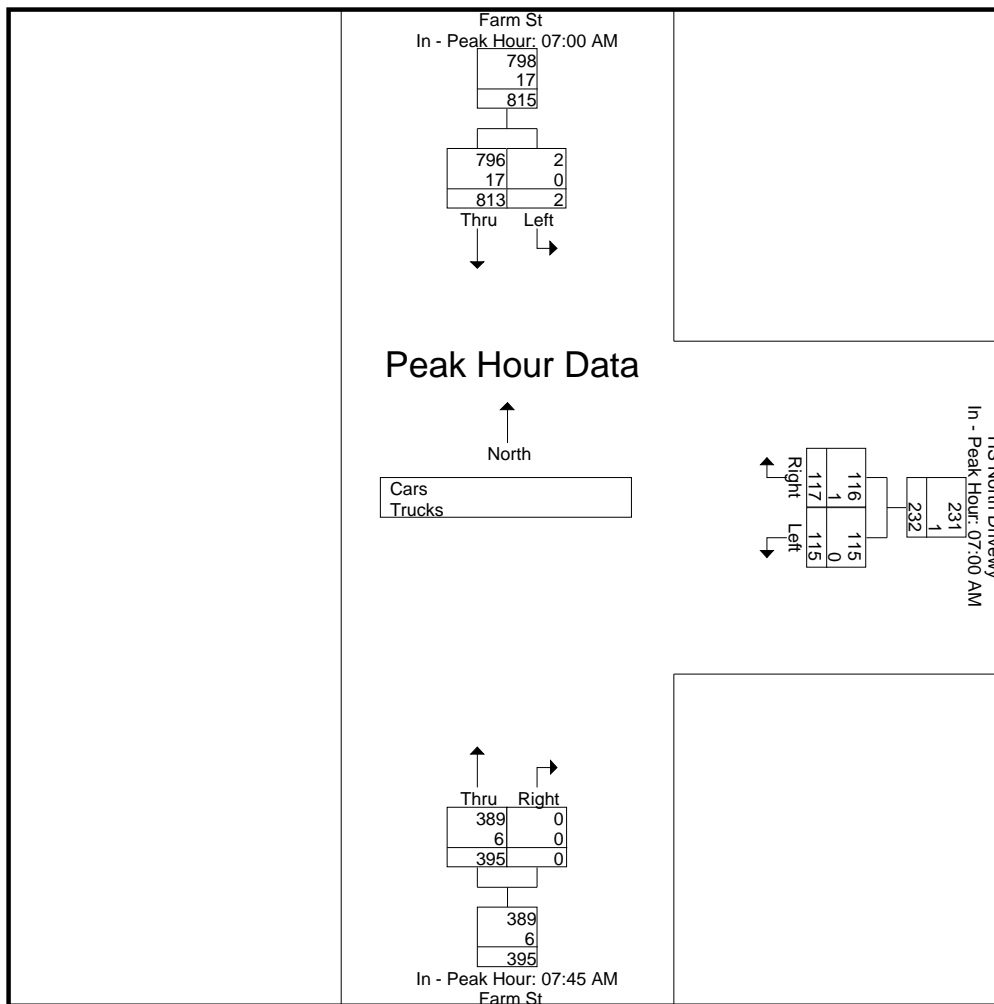 Farm St
In - Peak Hour: 07:00 AM
798
17
815
796 2
17 0
813 2
Thru Left
Peak Hour Data
North
Cars
Trucks
In - Peak Hour: 07:00 AM
231
1
232
116 115
1 0
117 115
Right Left
Thru Right
389 0
6 0
395 0
389
6
395
In - Peak Hour: 07:45 AM
Farm St